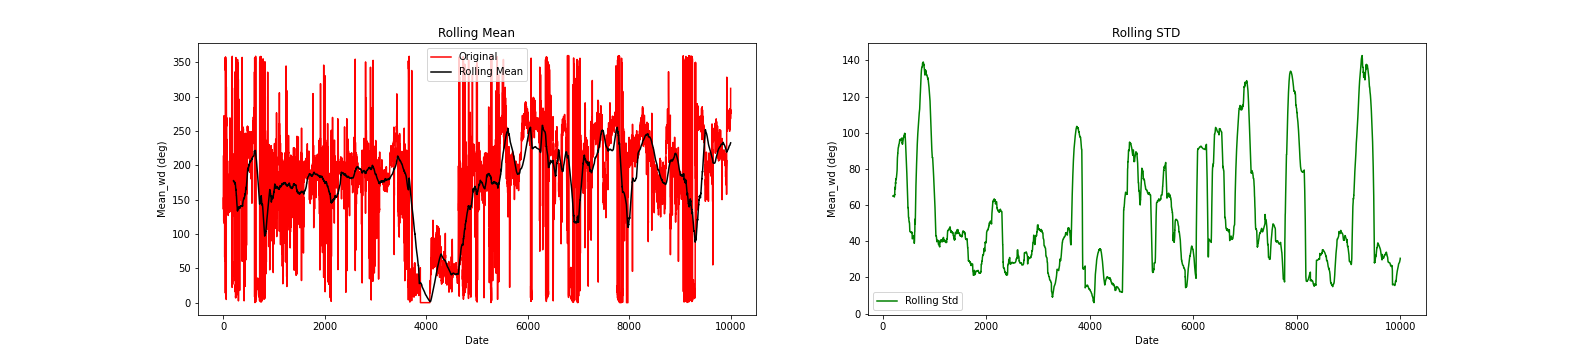 Rolling Mean
Original
Rolling Mean
350
300
250
200
150
100
50
0
Mean_wd (deg)
0 2000 4000 6000 8000 10000
Date
Rolling STD
140
120
100
80
60
40
20
0
Mean_wd (deg)
Rolling Std
0 2000 4000 6000 8000 10000
Date